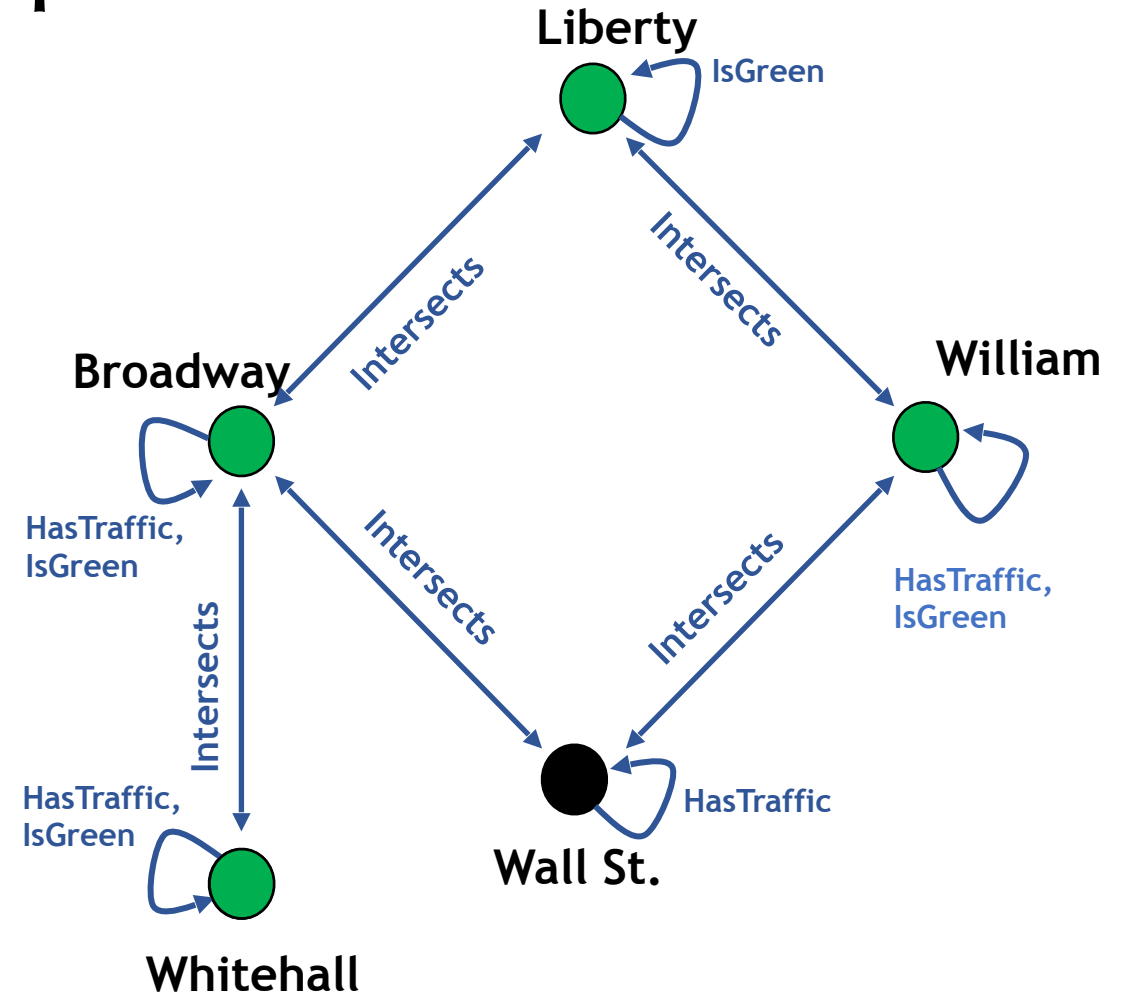 Liberty
IsGreen
Intersects
Intersects
Broadway
William
HasTraffic,
IsGreen
Intersects
Intersects
HasTraffic,
IsGreen
Intersects
HasTraffic,
IsGreen
HasTraffic
Wall St.
Whitehall